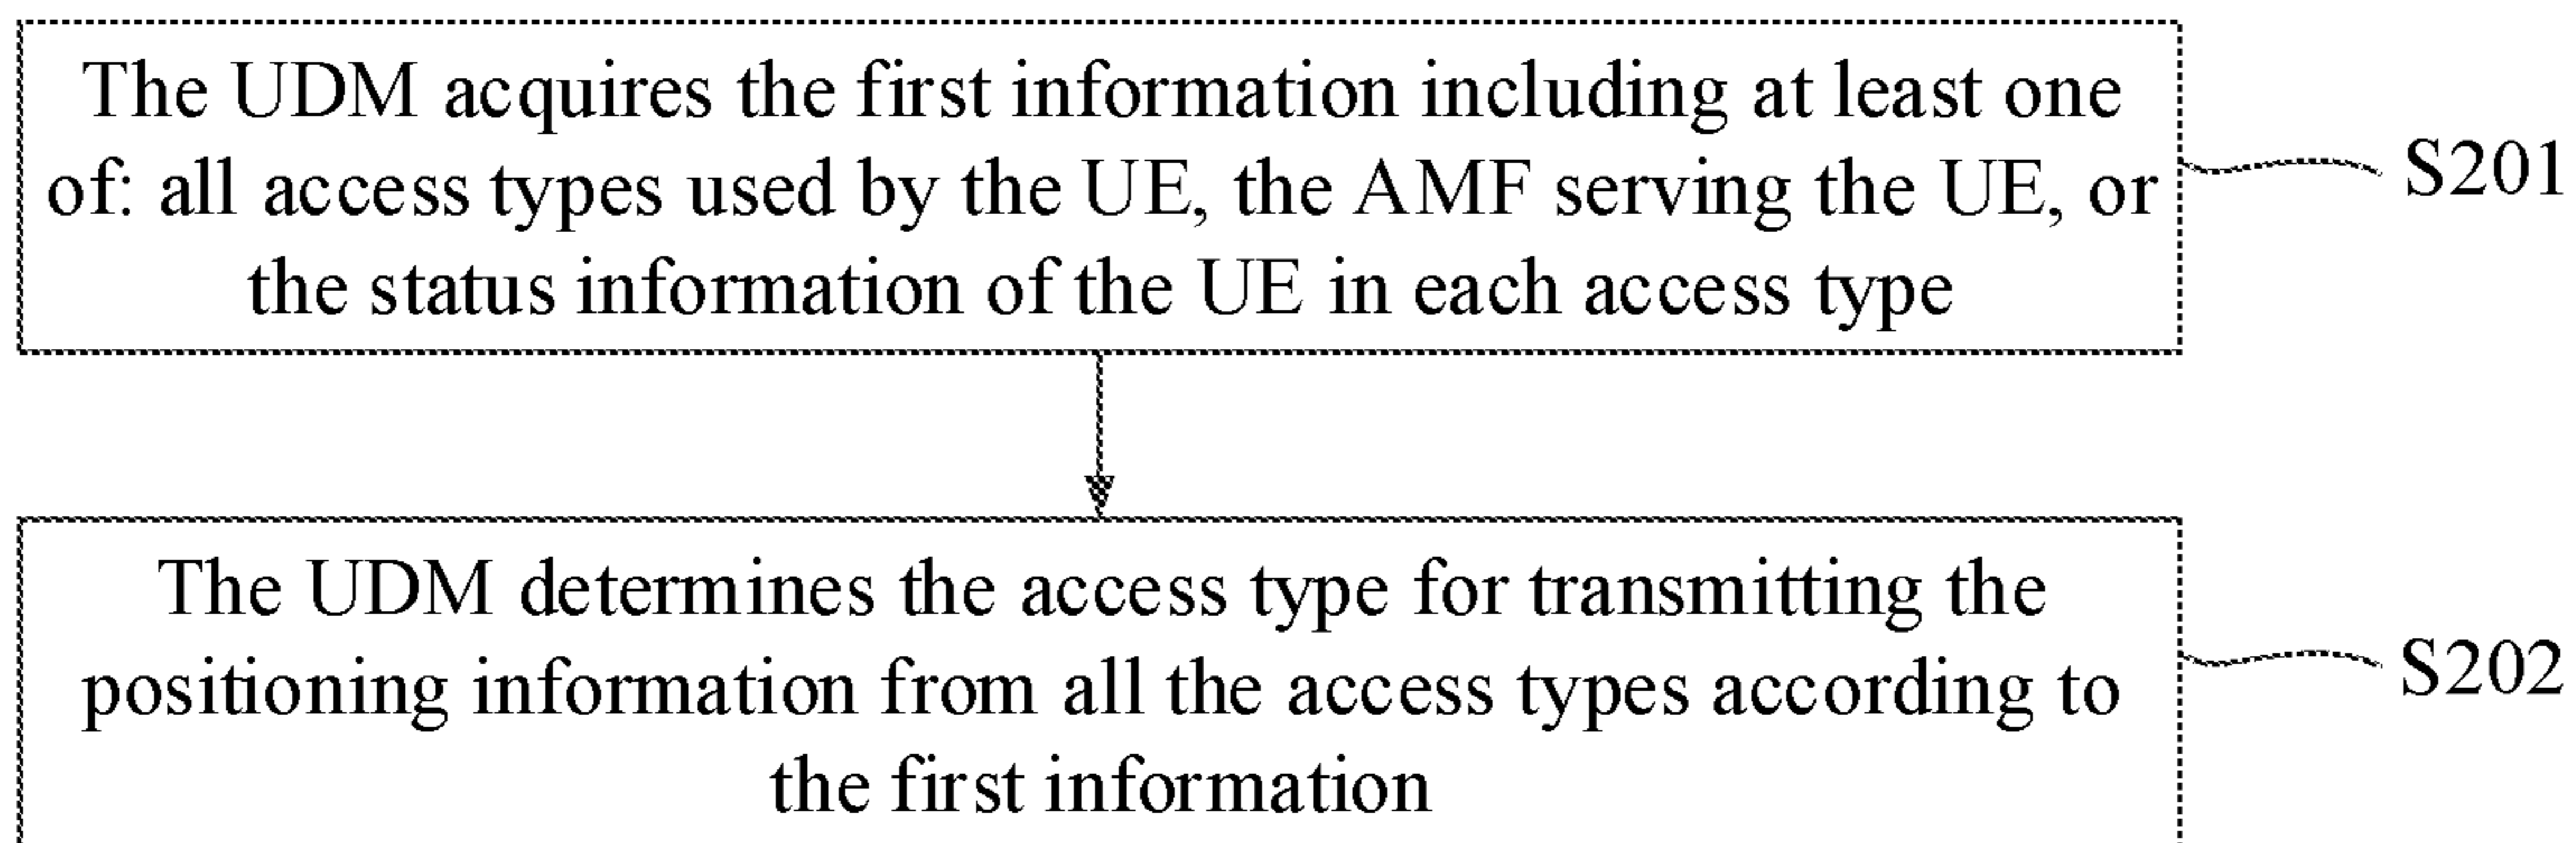 The UDM acquires the first information including at least one
of: all access types used by the UE, the AMF serving the UE, or
the status information of the UE in each access type
S201
The UDM determines the access type for transmitting the
positioning information from all the access types according to
the first information
S202